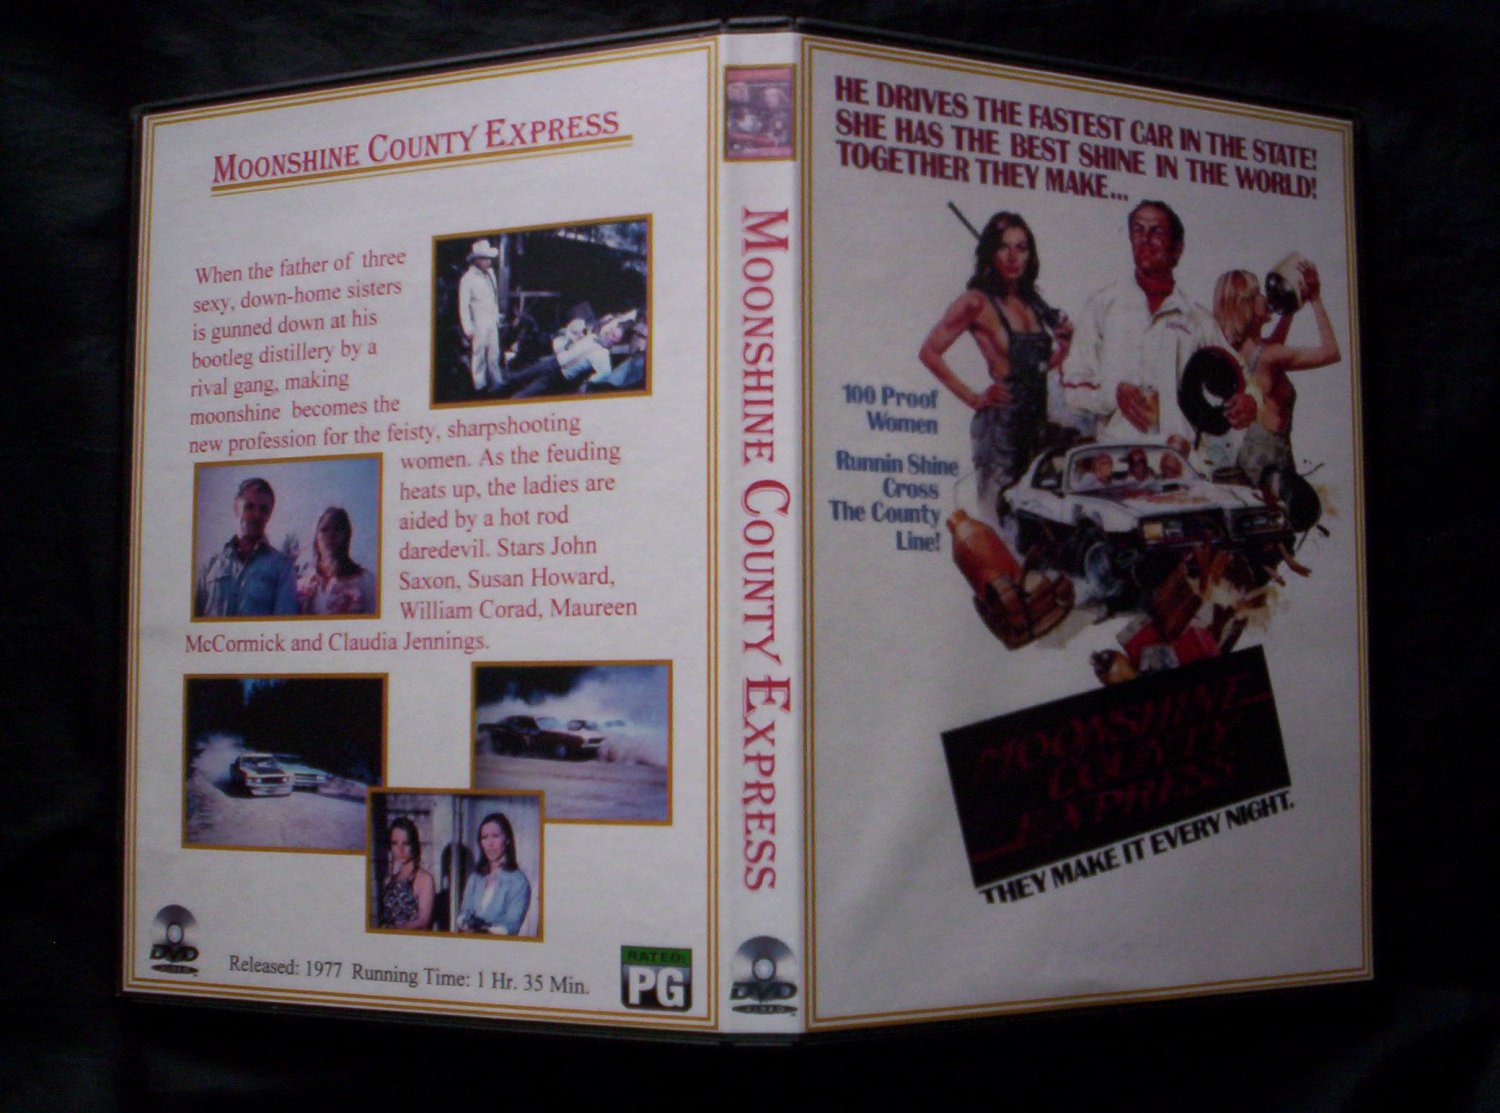 MOONSHINE COUNTY EXPRESS
When the father of three
sexy, down-home sisters
is gunned down at his
bootleg distillery by a
rival gang, making
moonshine becomes the
new profession for the feisty, sharpshooting
women. As the feuding
heats up, the ladies are
aided by a hot rod
daredevil. Stars John
Saxon, Susan Howard,
William Corad, Maureen
McCormick and Claudia Jennings.
DVD
VIDEO
Released: 1977 Running Time: 1 Hr. 35 Min.
RATED:
PG
MOONSHINE COUNTY EXPRESS
DVD
VIDEO
HE DRIVES THE FASTEST CAR IN THE STATE!
SHE HAS THE BEST SHINE IN THE WORLD!
TOGETHER THEY MAKE...
100 Proof
Women
Runnin Shine
Cross
The County
Line!
MOONSHINE
COUNTY
EXPRESS
THEY MAKE IT EVERY NIGHT.